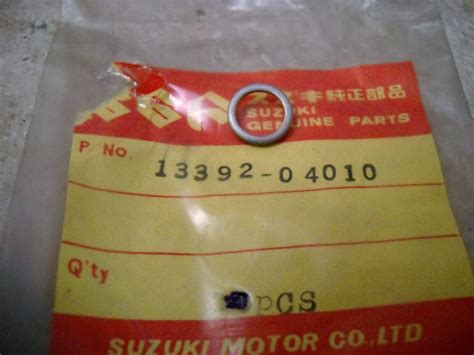 スズキ純正部品
SUZUKI
GENUINE PARTS
P/No.
13392-04010
Q'ty
PCS
SUZUKI MOTOR CO.,LTD